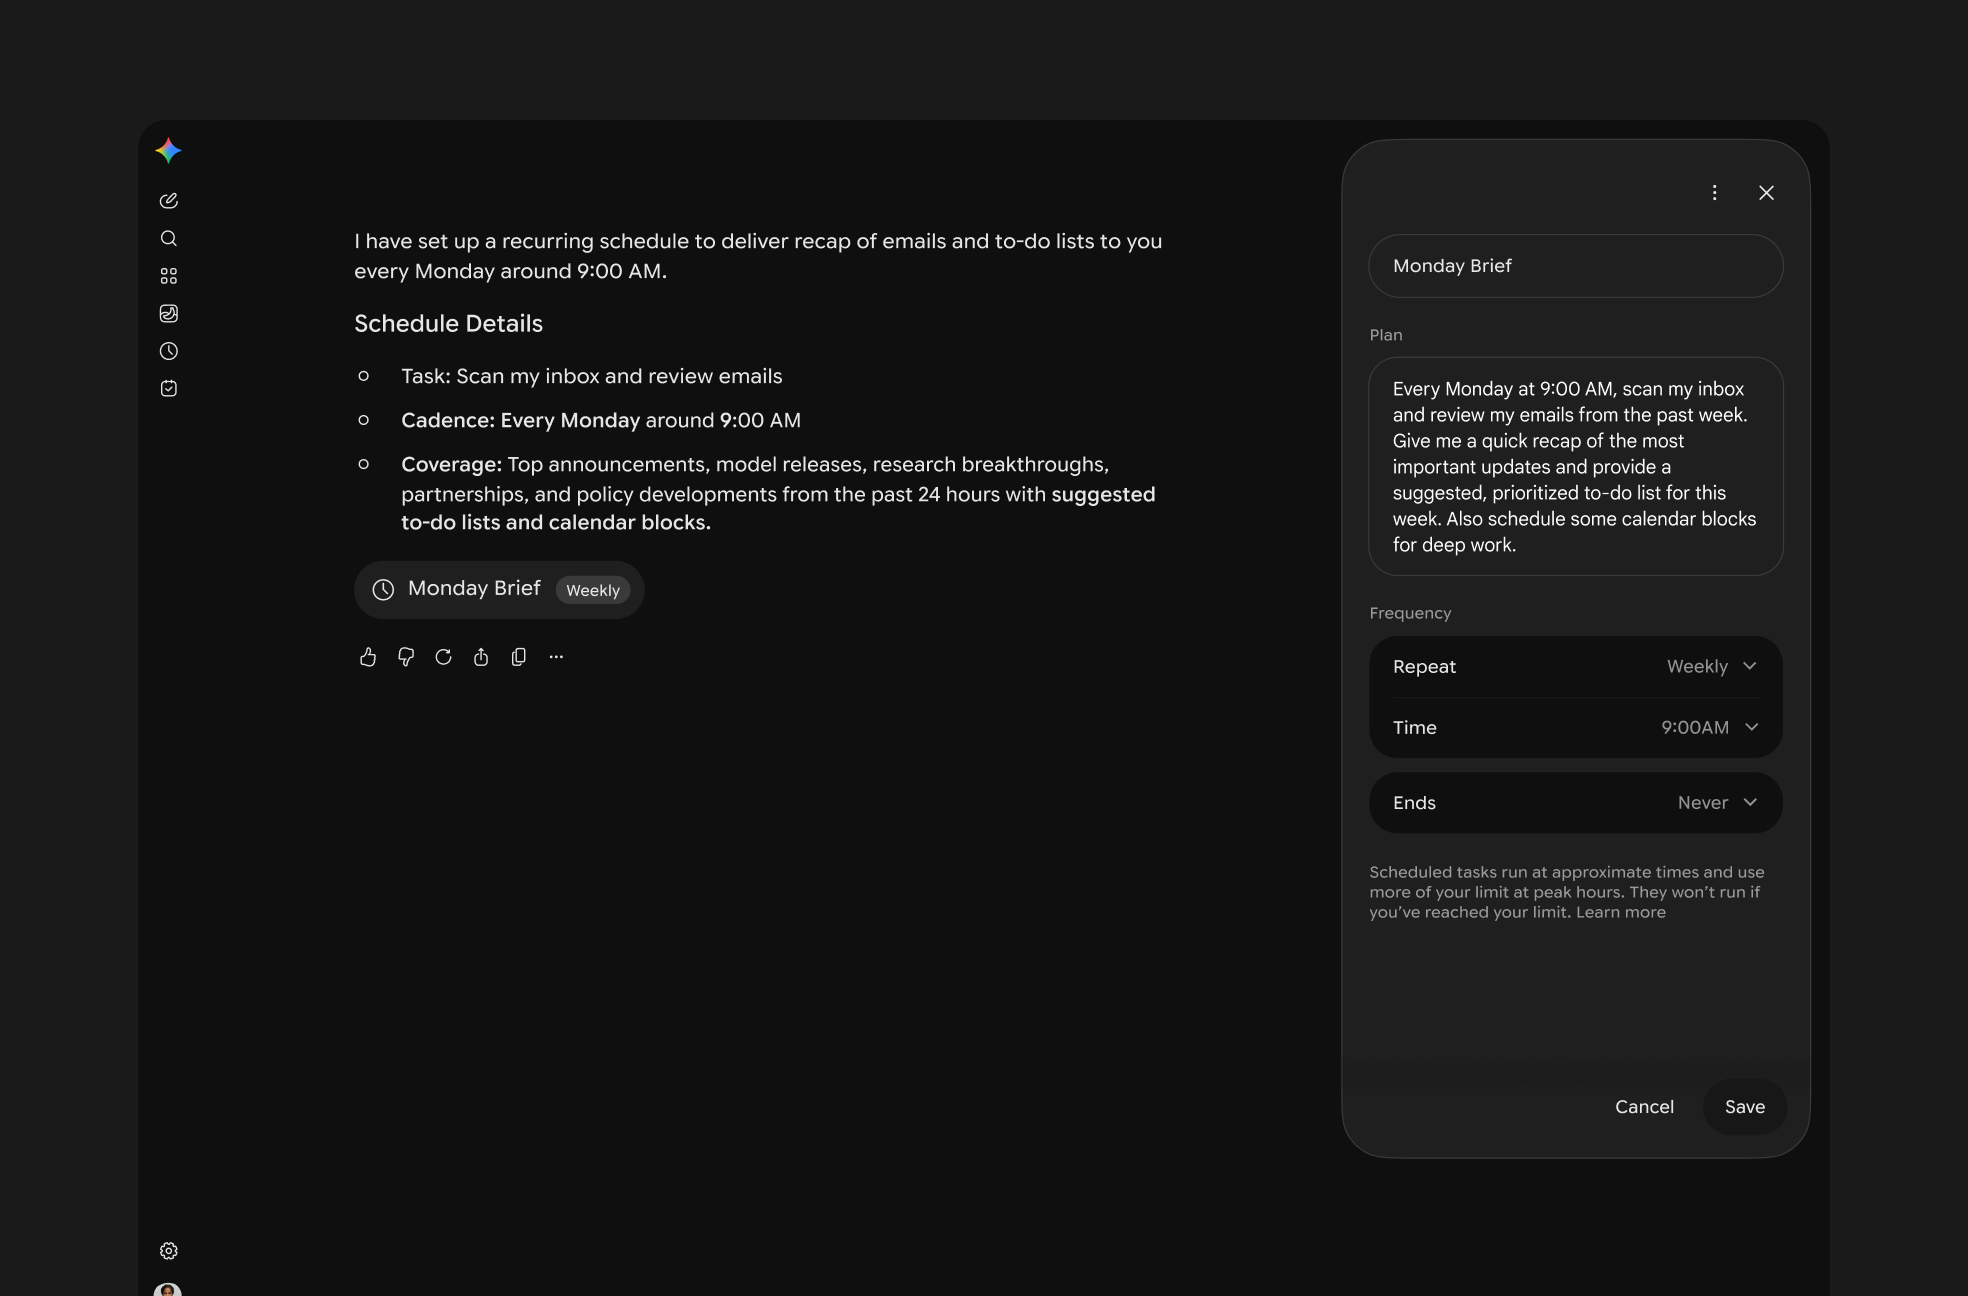 I have set up a recurring schedule to deliver recap of emails and to-do lists to you
every Monday around 9:00 AM.
Schedule Details
Task: Scan my inbox and review emails
Cadence: Every Monday around 9:00 AM
Coverage: Top announcements, model releases, research breakthroughs,
partnerships, and policy developments from the past 24 hours with suggested
to-do lists and calendar blocks.
Monday Brief Weekly
Monday Brief
Plan
Every Monday at 9:00 AM, scan my inbox
and review my emails from the past week.
Give me a quick recap of the most
important updates and provide a
suggested, prioritized to-do list for this
week. Also schedule some calendar blocks
for deep work.
Frequency
Repeat Weekly
Time 9:00AM
Ends Never
Scheduled tasks run at approximate times and use
more of your limit at peak hours. They won’t run if
you’ve reached your limit. Learn more
Cancel Save